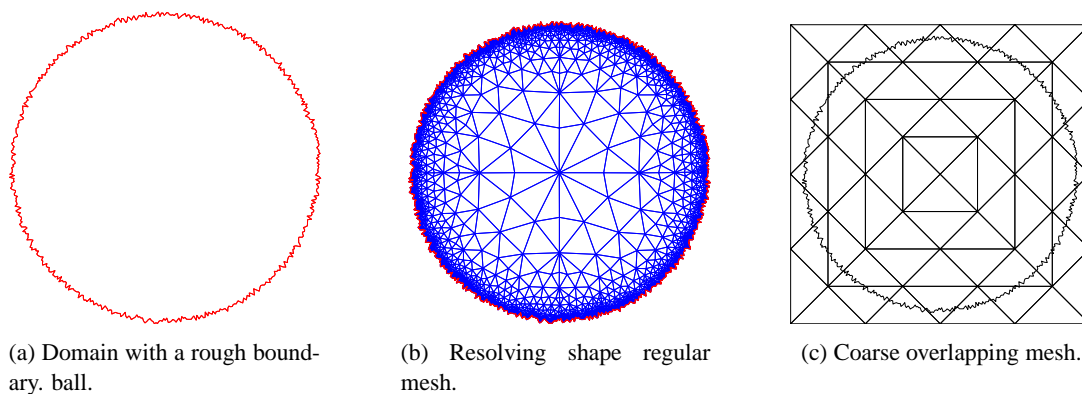 (a) Domain with a rough bound-
ary. ball.
(b) Resolving shape regular
mesh.
(c) Coarse overlapping mesh.